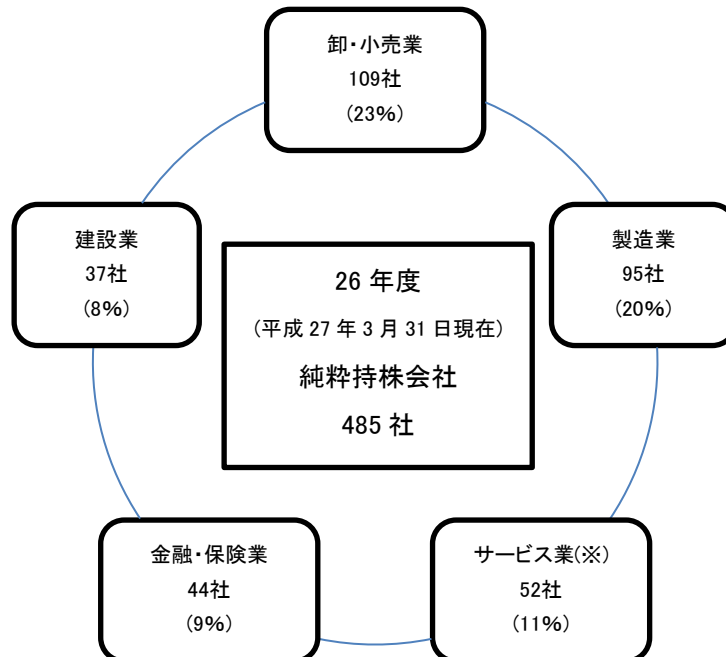 卸・小売業
109社
(23%)
建設業
37社
(8%)
製造業
95社
(20%)
26 年度
(平成 27 年 3 月 31 日現在)
純粋持株会社
485 社
金融・保険業
44社
(9%)
サービス業(※)
52社
(11%)